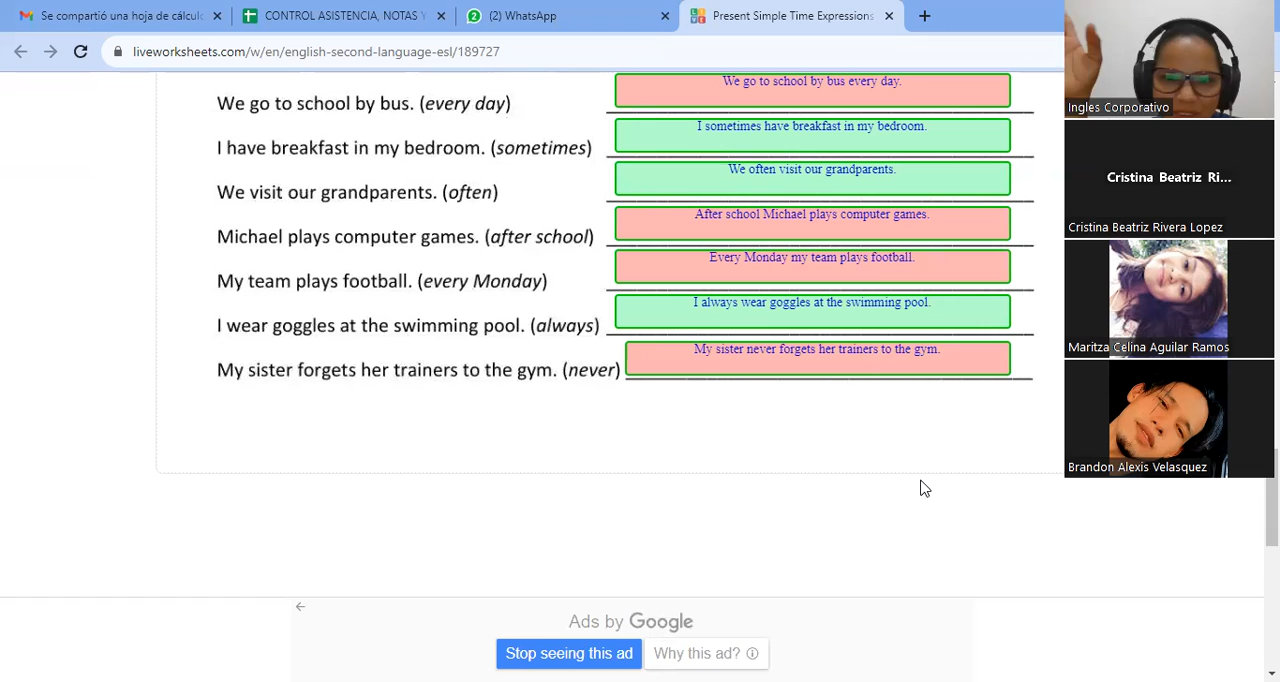 Se compartió una hoja de cálcu
CONTROL ASISTENCIA, NOTAS Y
(2) WhatsApp
Present Simple Time Expressions
liveworksheets.com/w/en/english-second-language-esl/189727
We go to school by bus. (every day)
We go to school by bus every day.
I have breakfast in my bedroom. (sometimes)
I sometimes have breakfast in my bedroom.
We visit our grandparents. (often)
We often visit our grandparents.
Michael plays computer games. (after school)
After school Michael plays computer games.
My team plays football. (every Monday)
Every Monday my team plays football.
I wear goggles at the swimming pool. (always)
I always wear goggles at the swimming pool.
My sister forgets her trainers to the gym. (never)
My sister never forgets her trainers to the gym.
Ads by Google
Stop seeing this ad
Why this ad?
Ingles Corporativo
Cristina Beatriz Ri...
Cristina Beatriz Rivera Lopez
Maritza Celina Aguilar Ramos
Brandon Alexis Velasquez